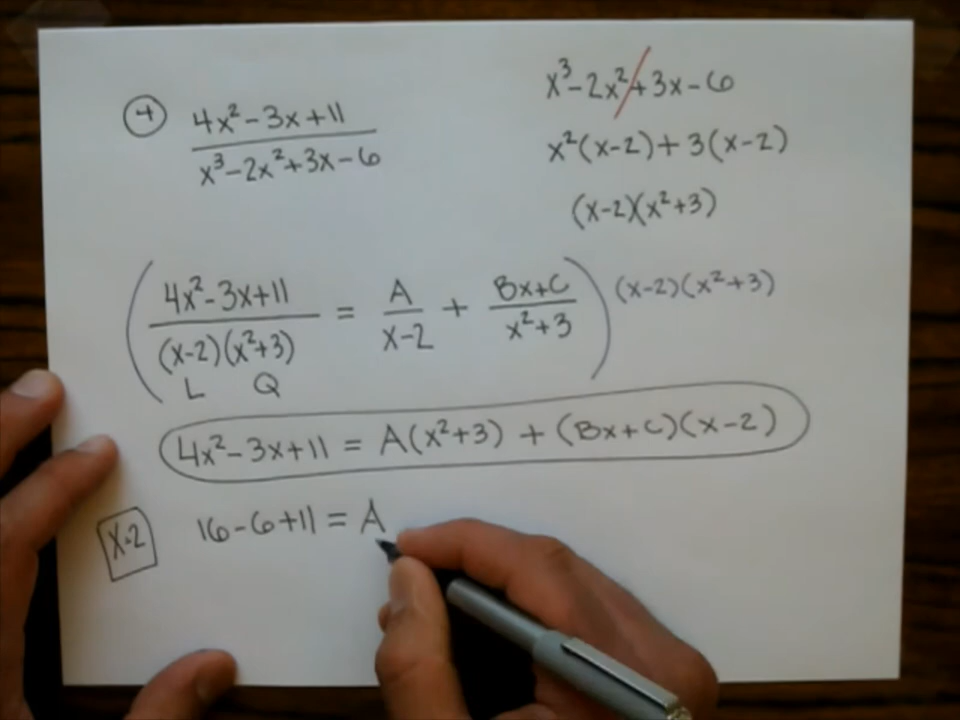 ④ 4x²-3x+11
x³-2x²+3x-6
x³-2x²+3x-6
x²(x-2)+3(x-2)
(x-2)(x²+3)
(4x²-3x+11 / (x-2)(x²+3) = A / x-2 + Bx+C / x²+3) (x-2)(x²+3)
L Q
4x²-3x+11 = A(x²+3) + (Bx+C)(x-2)
x=2 16-6+11 = A